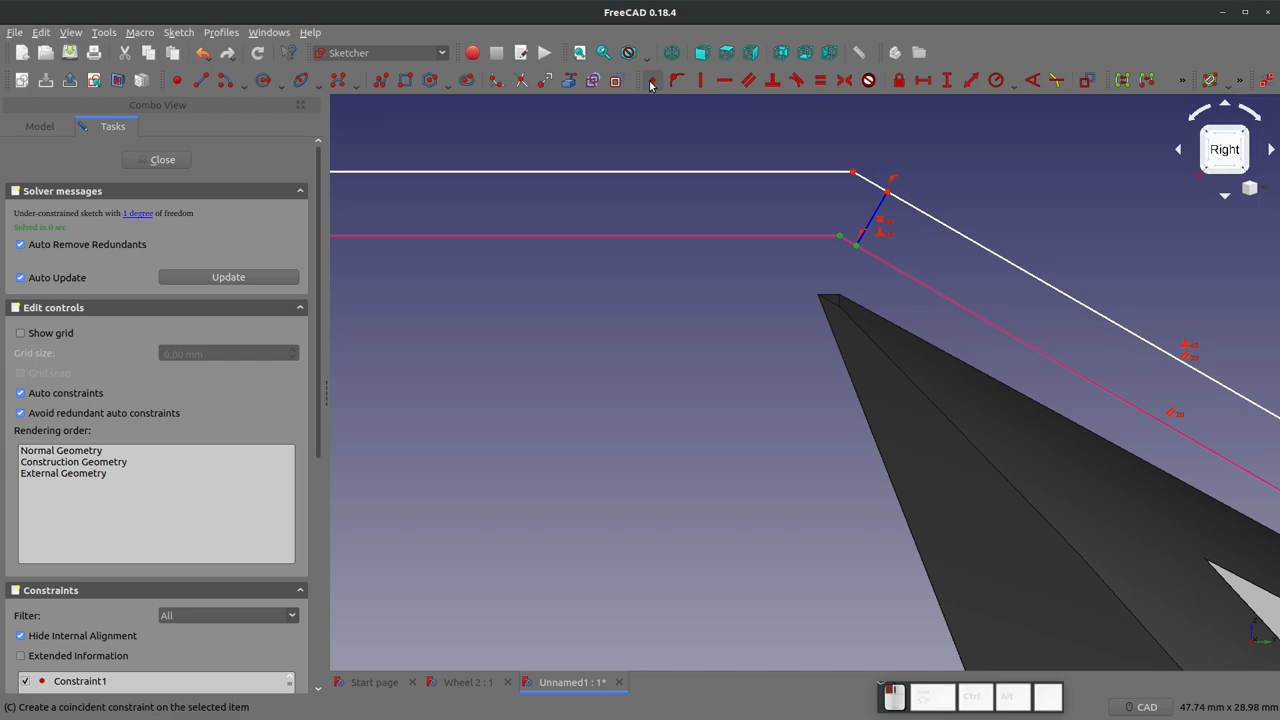 FreeCAD 0.18.4
File Edit View Tools Macro Sketch Profiles Windows Help
Sketcher
Combo View
Model Tasks
Close
Solver messages
Under-constrained sketch with 1 degree of freedom
Solved in 0 sec
Auto Remove Redundants
Auto Update Update
Edit controls
Show grid
Grid size: 0.00 mm
Grid snap
Auto constraints
Avoid redundant auto constraints
Rendering order:
Normal Geometry
Construction Geometry
External Geometry
Constraints
Filter: All
Hide Internal Alignment
Extended Information
Constraint1
Right
20
Start page Wheel 2 : 1 Unnamed1 : 1*
Ctrl Alt
(C) Create a coincident constraint on the selected item
CAD 47.74 mm x 28.98 mm